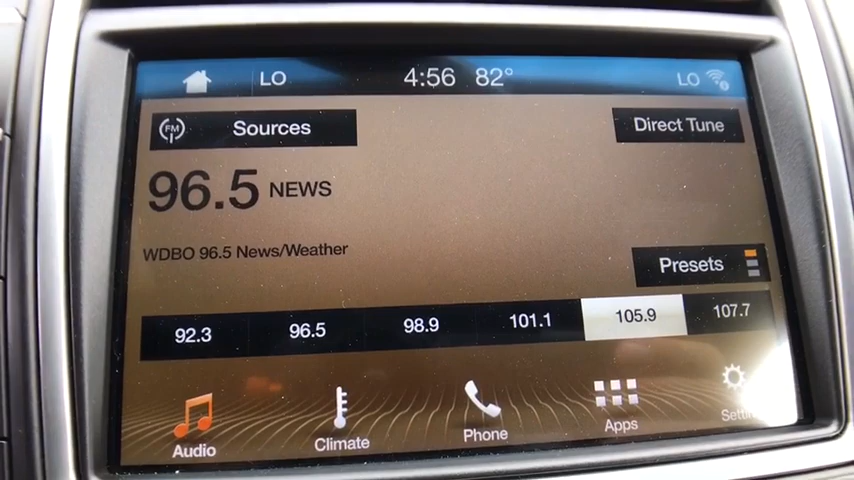 LO 4:56 82° LO
FM Sources Direct Tune
96.5 NEWS
WDBO 96.5 News/Weather
Presets
92.3 96.5 98.9 101.1 105.9 107.7
Audio Climate Phone Apps